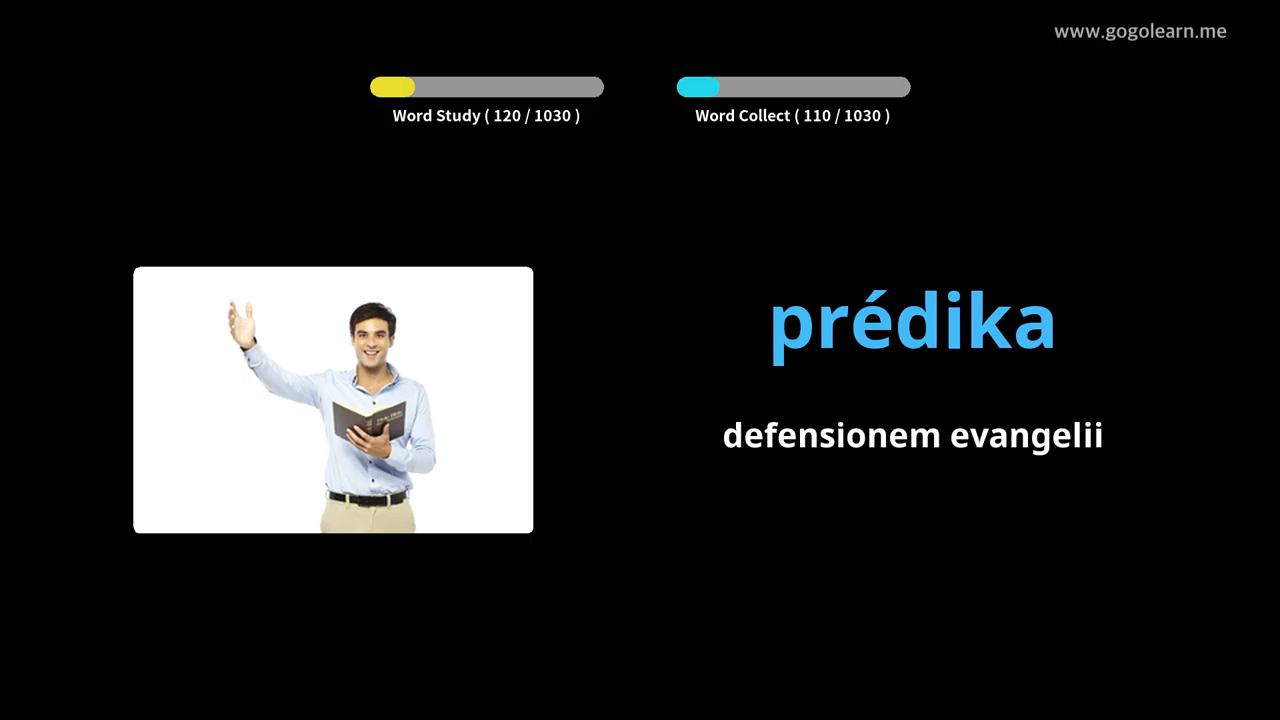 www.gogolearn.me
Word Study ( 120 / 1030 )
Word Collect ( 110 / 1030 )
prédika
defensionem evangelii